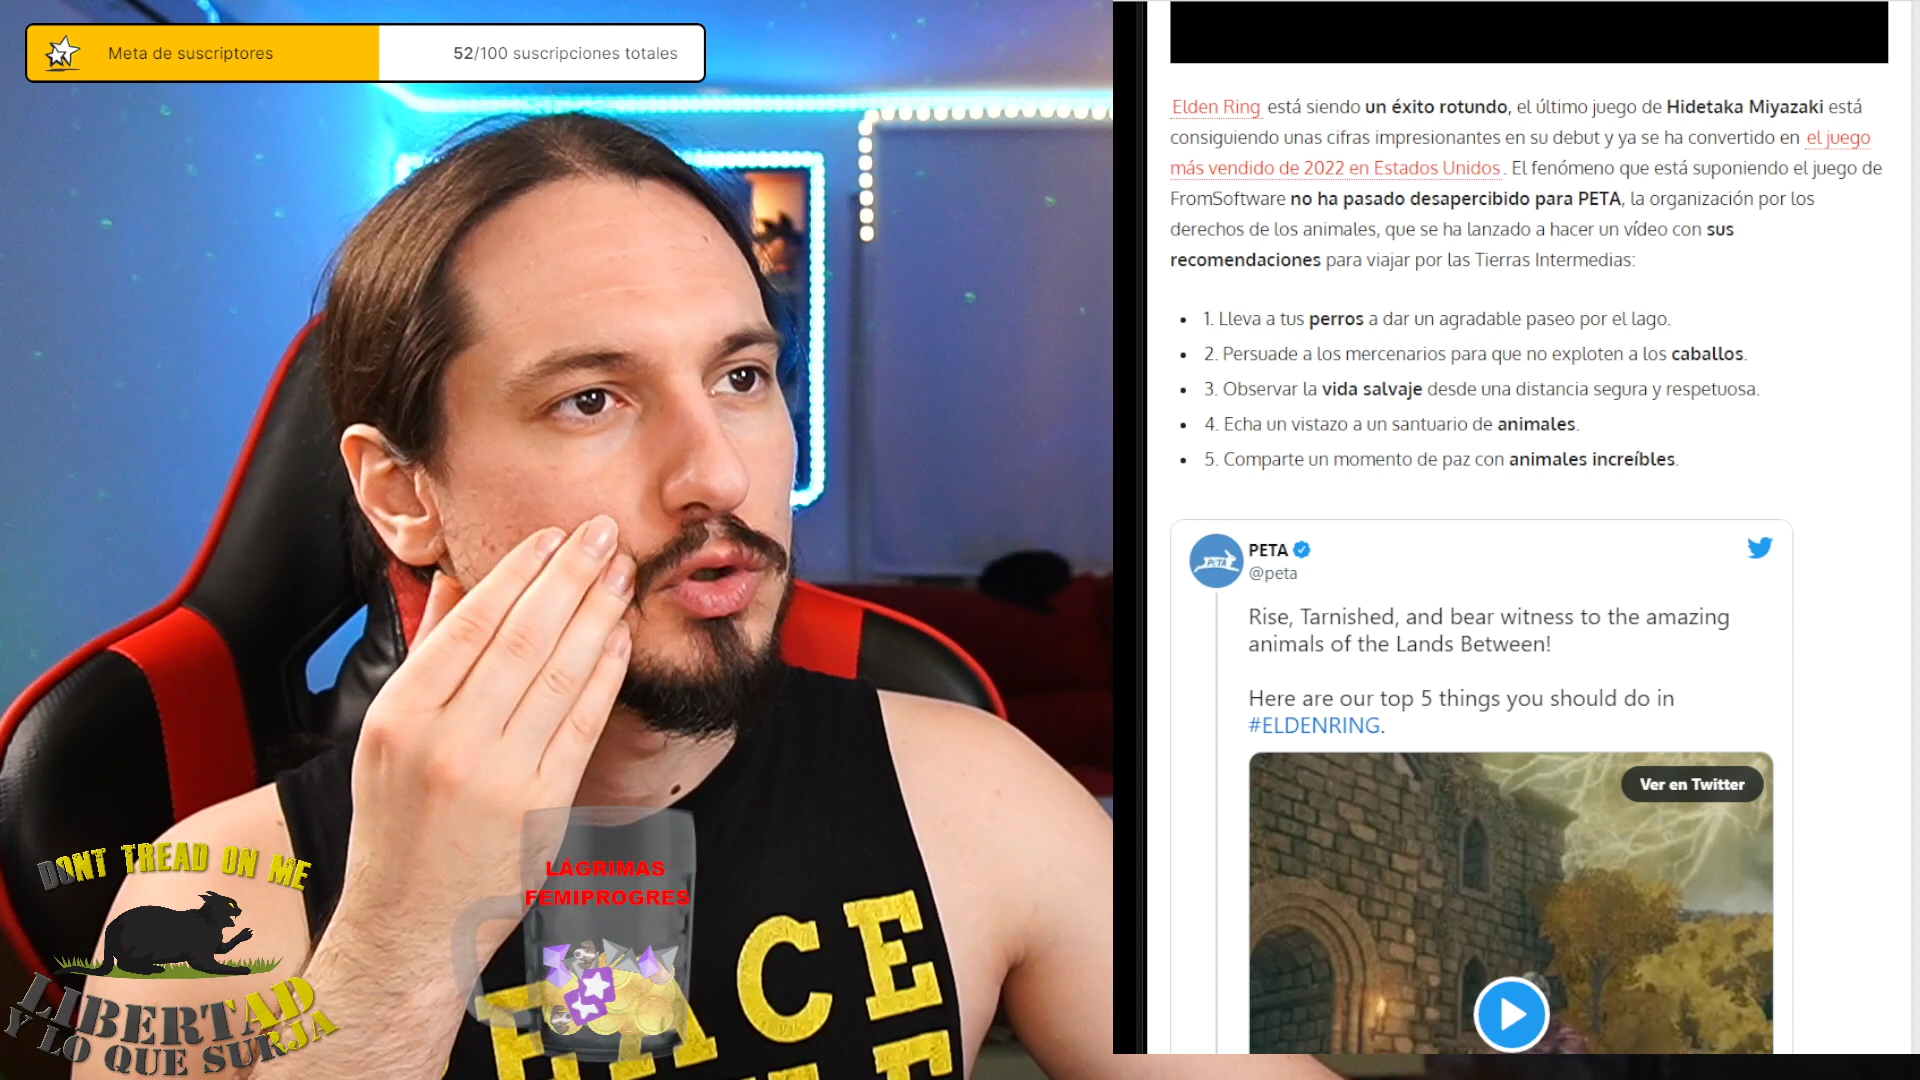 Meta de suscriptores
52/100 suscripciones totales
Elden Ring está siendo un éxito rotundo, el último juego de Hidetaka Miyazaki está
consiguiendo unas cifras impresionantes en su debut y ya se ha convertido en el juego
más vendido de 2022 en Estados Unidos. El fenómeno que está suponiendo el juego de
FromSoftware no ha pasado desapercibido para PETA, la organización por los
derechos de los animales, que se ha lanzado a hacer un vídeo con sus
recomendaciones para viajar por las Tierras Intermedias:
• 1. Lleva a tus perros a dar un agradable paseo por el lago.
• 2. Persuade a los mercenarios para que no exploten a los caballos.
• 3. Observar la vida salvaje desde una distancia segura y respetuosa.
• 4. Echa un vistazo a un santuario de animales.
• 5. Comparte un momento de paz con animales increíbles.
PETA
PETA
@peta
Rise, Tarnished, and bear witness to the amazing
animals of the Lands Between!
Here are our top 5 things you should do in
#ELDENRING.
Ver en Twitter
DONT TREAD ON ME
LIBERTAD
Y LO QUE SURJA
LÁGRIMAS
FEMIPROGRES